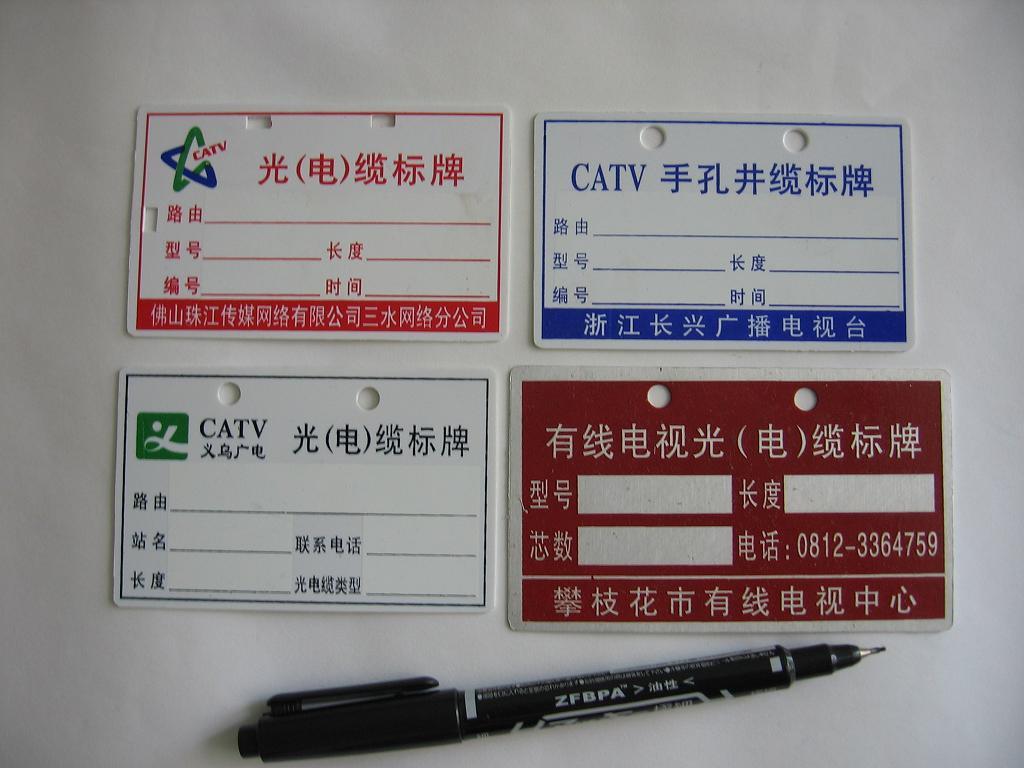 CATV
光(电)缆标牌
路由
型号 长度
编号 时间
佛山珠江传媒网络有限公司三水网络分公司
CATV 手孔井缆标牌
路由
型号 长度
编号 时间
浙江长兴广播电视台
CATV
义乌广电
光(电)缆标牌
路由
站名 联系电话
长度 光电缆类型
有线电视光(电)缆标牌
型号 长度
芯数 电话:0812-3364759
攀枝花市有线电视中心
ZFBPA™ >油性<